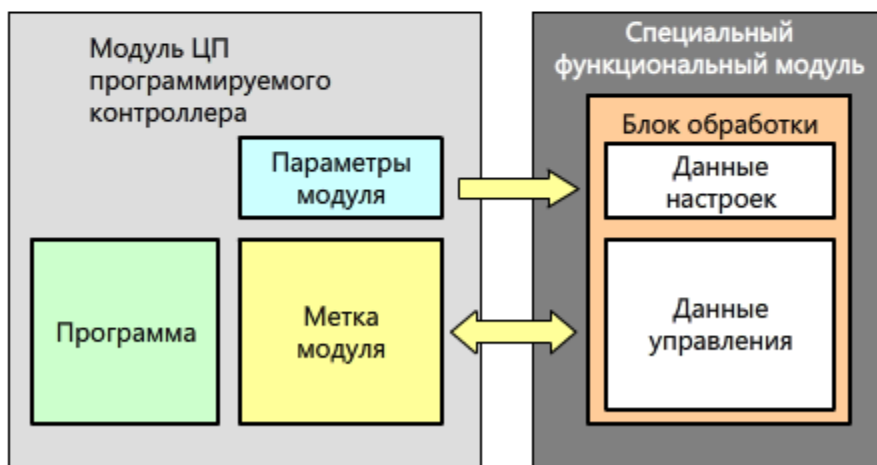 Модуль ЦП
программируемого
контроллера
Параметры
модуля
Программа
Метка
модуля
Специальный
функциональный модуль
Блок обработки
Данные
настроек
Данные
управления